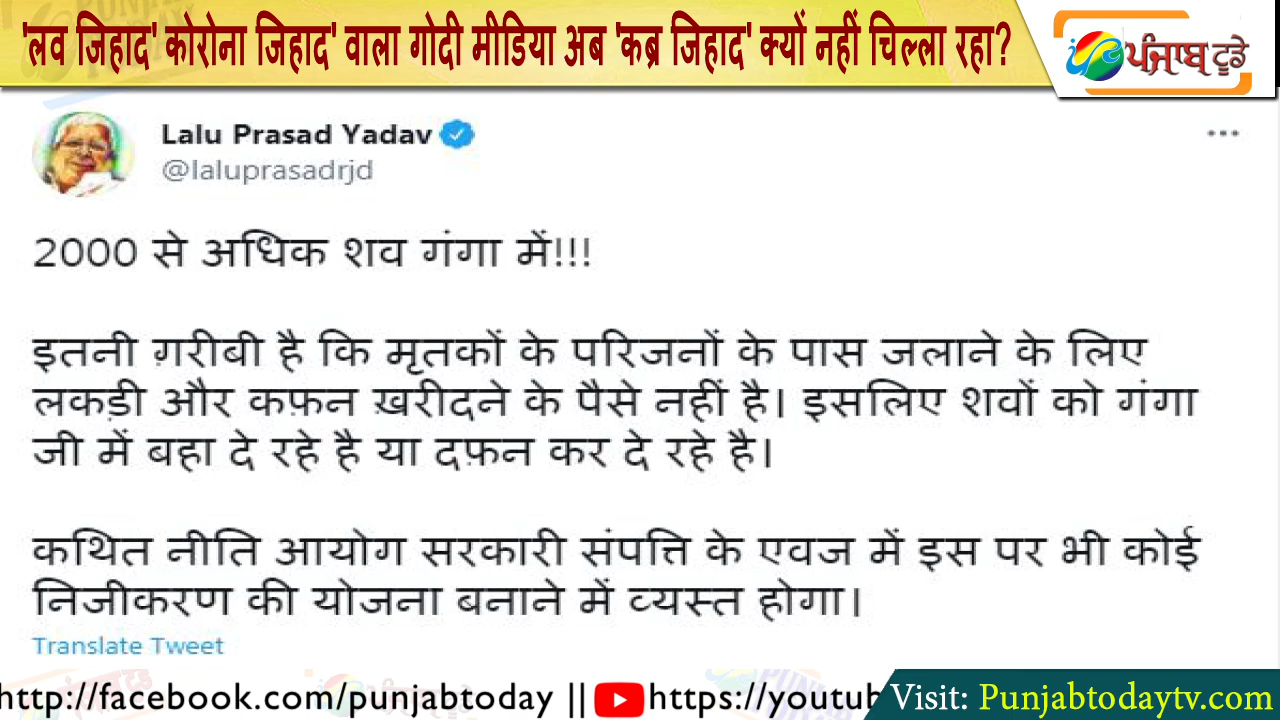 'लव जिहाद' कोरोना जिहाद' वाला गोदी मीडिया अब 'कब्र जिहाद' क्यों नहीं चिल्ला रहा?
ਪੰਜਾਬ ਟੂਡੇ
Lalu Prasad Yadav
@laluprasadrjd
2000 से अधिक शव गंगा में!!!
इतनी ग़रीबी है कि मृतकों के परिजनों के पास जलाने के लिए
लकड़ी और कफ़न ख़रीदने के पैसे नहीं है। इसलिए शवों को गंगा
जी में बहा दे रहे है या दफ़न कर दे रहे है।
कथित नीति आयोग सरकारी संपत्ति के एवज में इस पर भी कोई
निजीकरण की योजना बनाने में व्यस्त होगा।
Translate Tweet
http://facebook.com/punjabtoday || https://youtub
Visit: Punjabtodaytv.com